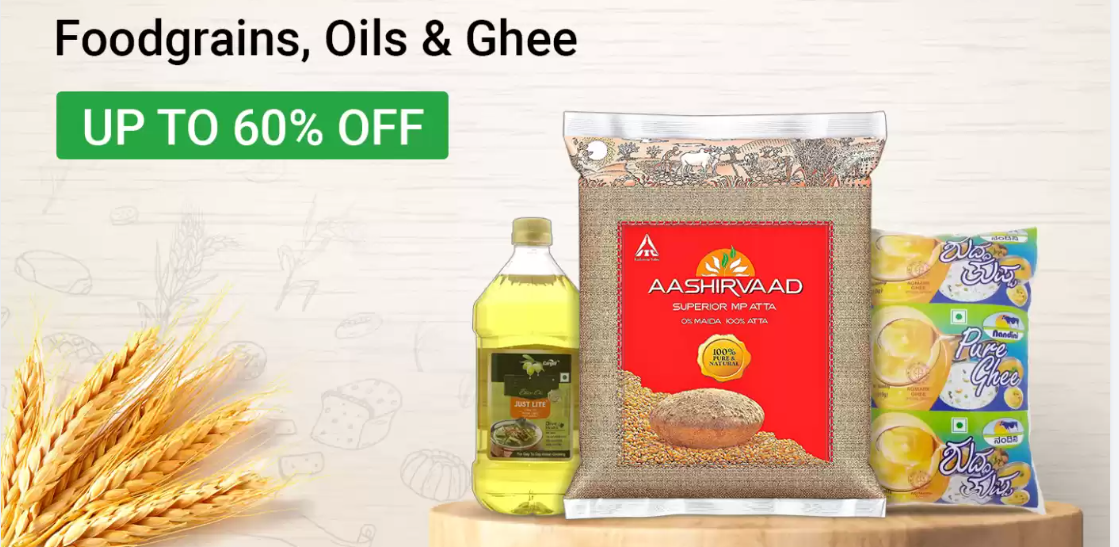 Foodgrains, Oils & Ghee
UP TO 60% OFF
AASHIRVAAD
SUPERIOR MP ATTA
0% MAIDA 100% ATTA
100%
PURE &
NATURAL
JUST LITE
ನಂದಿನಿ
ಶುದ್ಧ
ತುಪ್ಪ
Nandini
Pure
Ghee
ನಂದಿನಿ
ಶುದ್ಧ
ತುಪ್ಪ